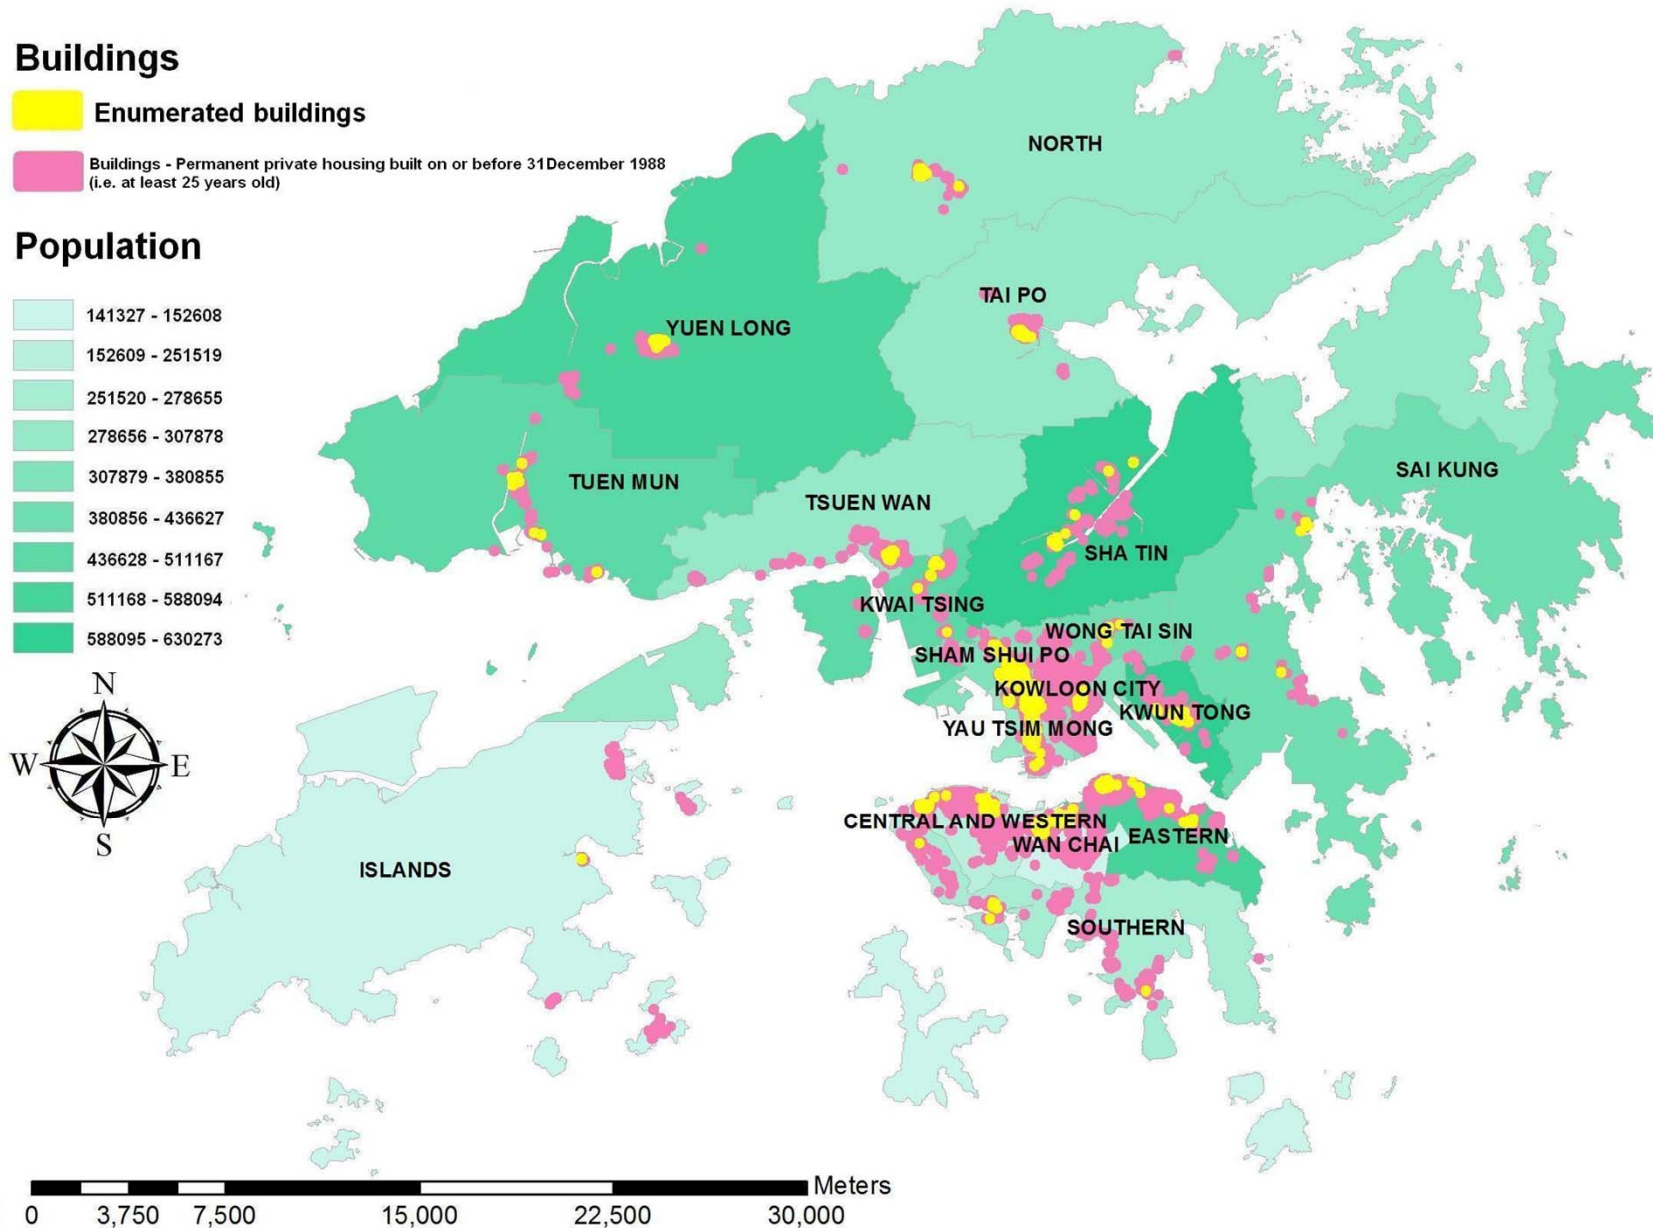 Buildings
Enumerated buildings
Buildings - Permanent private housing built on or before 31December 1988
(i.e. at least 25 years old)
Population
141327 - 152608
152609 - 251519
251520 - 278655
278656 - 307878
307879 - 380855
380856 - 436627
436628 - 511167
511168 - 588094
588095 - 630273
N
W
E
S
NORTH
TAI PO
YUEN LONG
SAI KUNG
TUEN MUN
TSUEN WAN
SHA TIN
KWAI TSING
WONG TAI SIN
SHAM SHUI PO
KOWLOON CITY
KWUN TONG
YAU TSIM MONG
CENTRAL AND WESTERN
EASTERN
WAN CHAI
ISLANDS
SOUTHERN
Meters
0 3,750 7,500 15,000 22,500 30,000